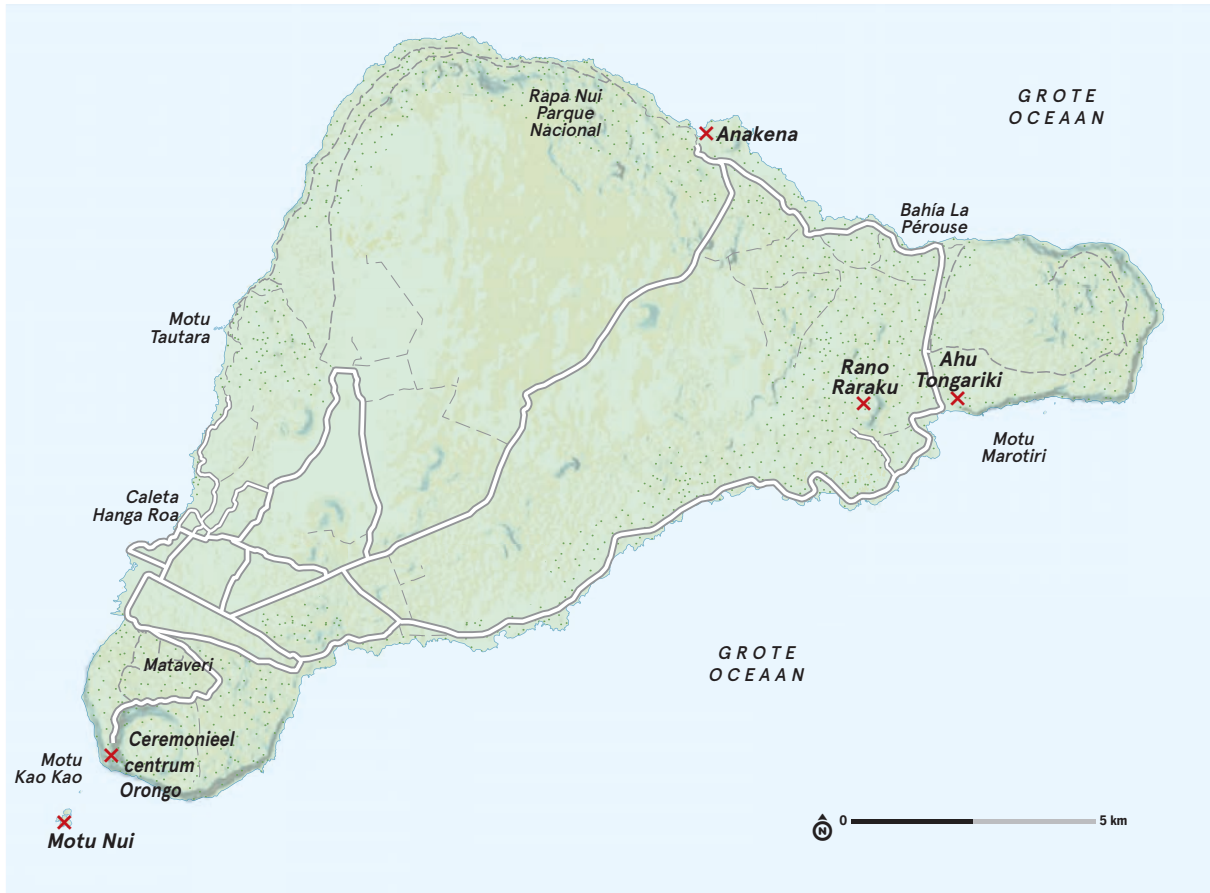 Rapa Nui
Parque
Nacional
GROTE
OCEAAN
Anakena
Bahía La
Pérouse
Motu
Tautara
Rano
Raraku
Ahu
Tongariki
Motu
Marotiri
Caleta
Hanga Roa
GROTE
OCEAAN
Mataveri
Ceremonieel
centrum
Orongo
Motu
Kao Kao
Motu Nui
N
0 5 km